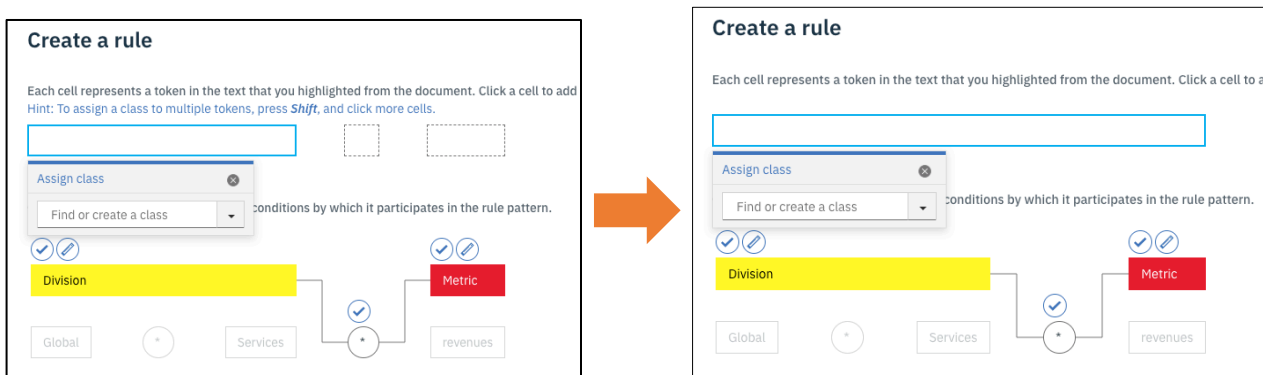 Create a rule
Each cell represents a token in the text that you highlighted from the document. Click a cell to add
Hint: To assign a class to multiple tokens, press Shift, and click more cells.
Assign class
Find or create a class
conditions by which it participates in the rule pattern.
Division
Metric
*
Global
*
Services
revenues
Create a rule
Each cell represents a token in the text that you highlighted from the document. Click a cell to a
Assign class
Find or create a class
conditions by which it participates in the rule pattern.
Division
Metric
*
Global
*
Services
revenues